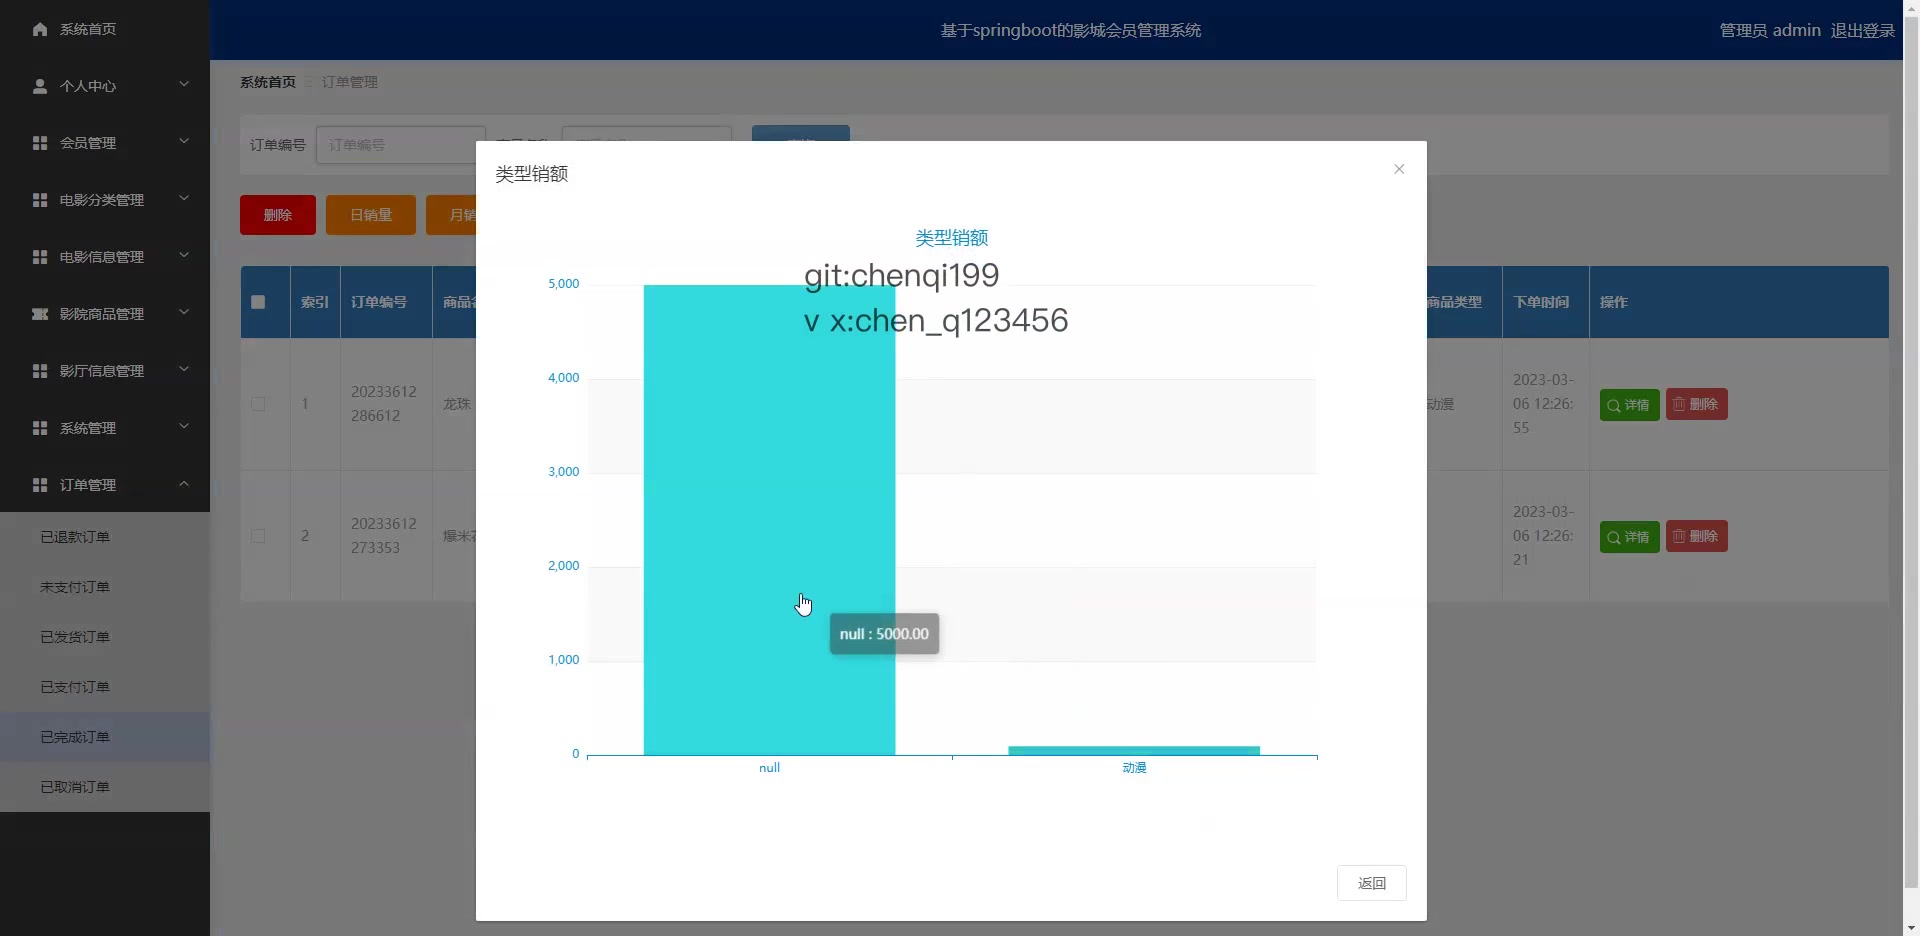 系统首页
个人中心
会员管理
电影分类管理
电影信息管理
影院商品管理
影厅信息管理
系统管理
订单管理
已退款订单
未支付订单
已发货订单
已支付订单
已完成订单
已取消订单
基于springboot的影城会员管理系统
管理员 admin 退出登录
系统首页 订单管理
订单编号 订单编号
删除 日销量 月销
索引 订单编号 商品名 商品类型 下单时间 操作
1 20233612286612 龙珠 动漫 2023-03-06 12:26:55 详情 删除
2 20233612273353 爆米花 2023-03-06 12:26:21 详情 删除
类型销额
类型销额
git:chenqi199
v x:chen_q123456
5,000
4,000
3,000
2,000
1,000
0
null : 5000.00
null 动漫
返回